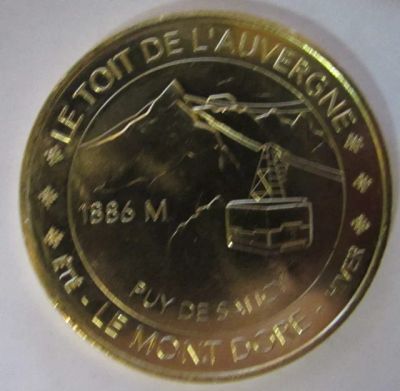 LE TOIT DE L'AUVERGNE
1886 M
PUY DE SANCY
ÉTÉ - LE MONT DORE - HIVER